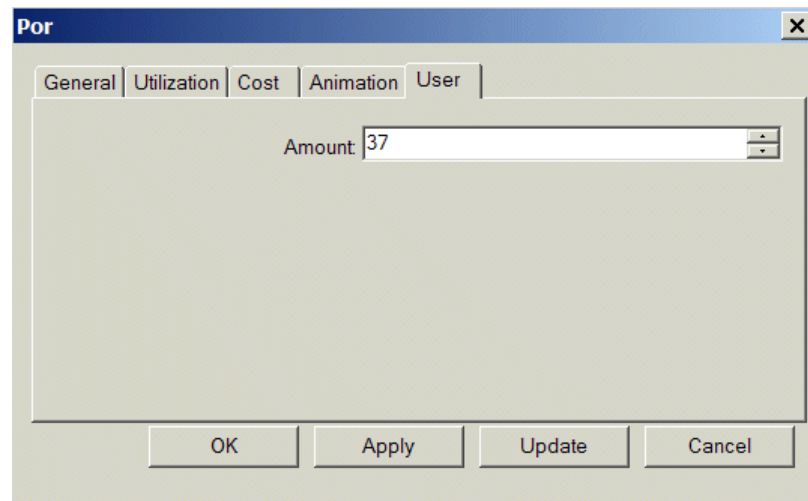 Por
General Utilization Cost Animation User
Amount: 37
OK Apply Update Cancel